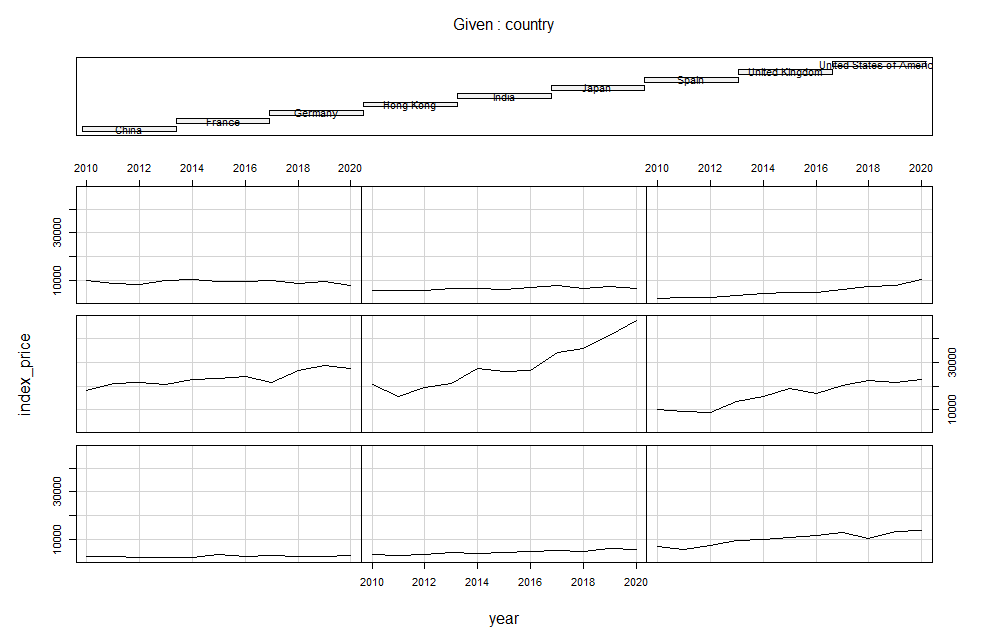 Given : country
United States of Americ
United Kingdom
Spain
Japan
India
Hong Kong
Germany
France
China
2010 2012 2014 2016 2018 2020 2010 2012 2014 2016 2018 2020
30000
10000
index_price
30000
10000
30000
10000
2010 2012 2014 2016 2018 2020
year